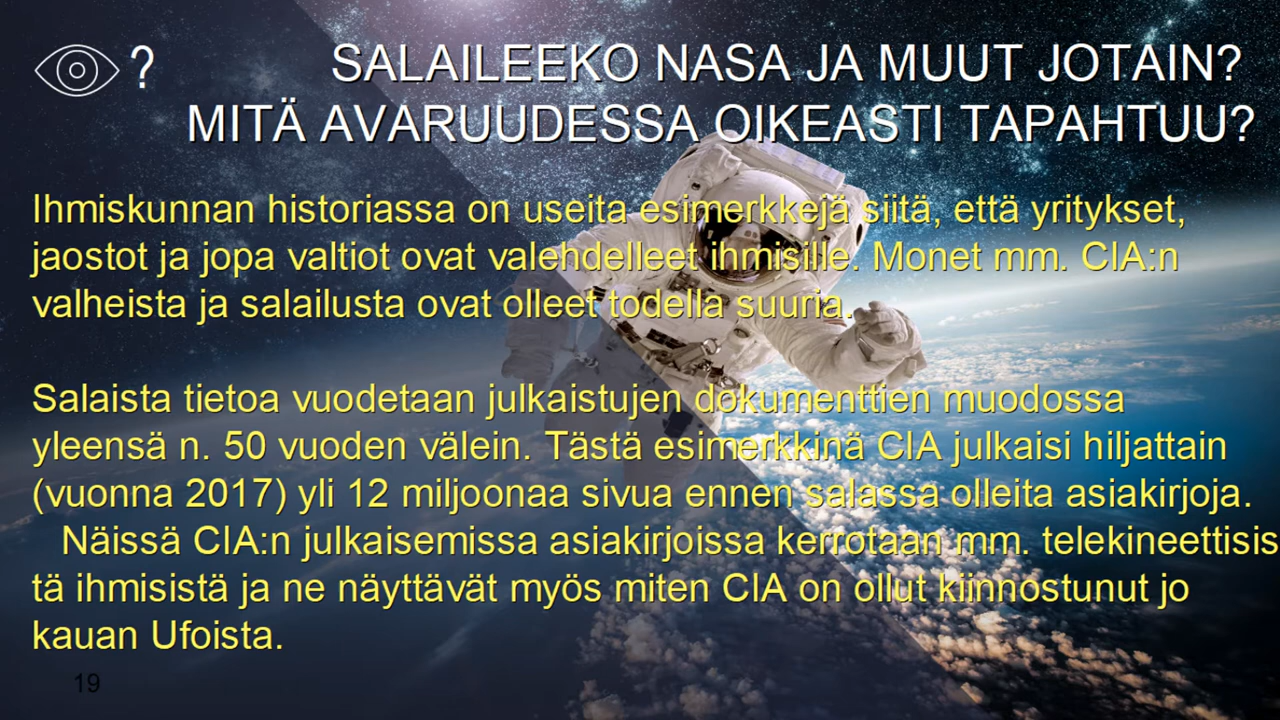 ?
SALAILEEKO NASA JA MUUT JOTAIN?
MITÄ AVARUUDESSA OIKEASTI TAPAHTUU?
Ihmiskunnan historiassa on useita esimerkkejä siitä, että yritykset,
jaostot ja jopa valtiot ovat valehdelleet ihmisille. Monet mm. CIA:n
valheista ja salailusta ovat olleet todella suuria.
Salaista tietoa vuodetaan julkaistujen dokumenttien muodossa
yleensä n. 50 vuoden välein. Tästä esimerkkinä CIA julkaisi hiljattain
(vuonna 2017) yli 12 miljoonaa sivua ennen salassa olleita asiakirjoja.
Näissä CIA:n julkaisemissa asiakirjoissa kerrotaan mm. telekineettisis
tä ihmisistä ja ne näyttävät myös miten CIA on ollut kiinnostunut jo
kauan Ufoista.
19